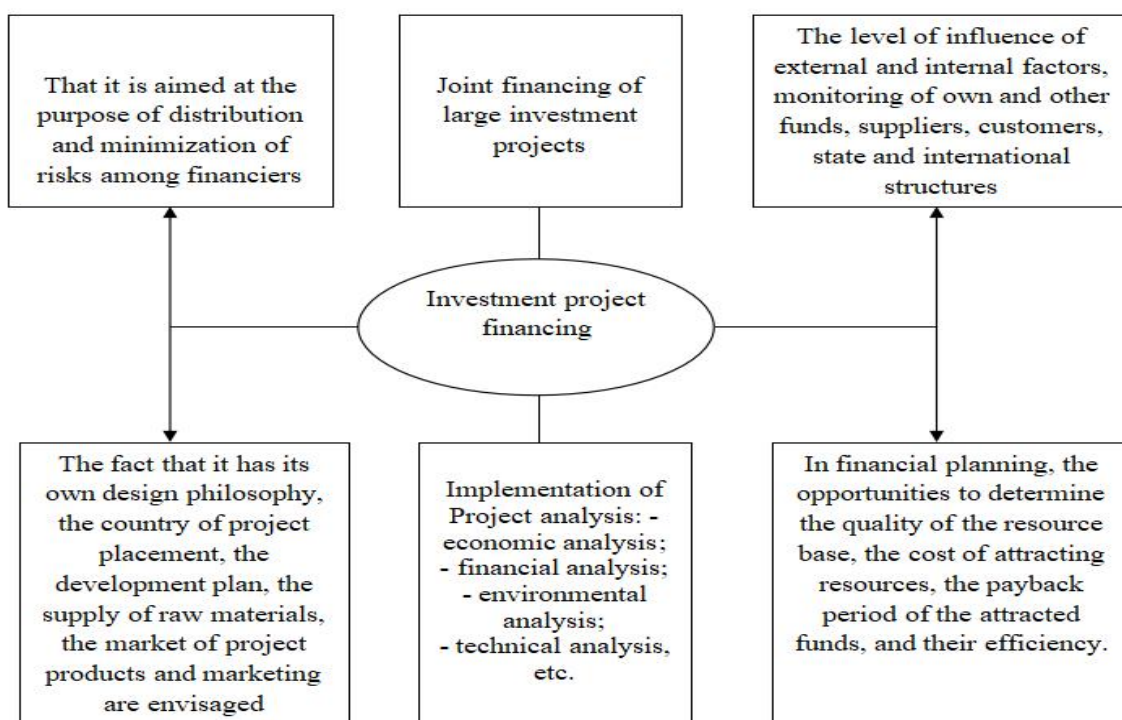 That it is aimed at the
purpose of distribution
and minimization of
risks among financiers
Joint financing of
large investment
projects
The level of influence of
external and internal factors,
monitoring of own and other
funds, suppliers, customers,
state and international
structures
Investment project
financing
The fact that it has its
own design philosophy,
the country of project
placement, the
development plan, the
supply of raw materials,
the market of project
products and marketing
are envisaged
Implementation of
Project analysis: -
economic analysis;
- financial analysis;
- environmental
analysis;
- technical analysis,
etc.
In financial planning, the
opportunities to determine
the quality of the resource
base, the cost of attracting
resources, the payback
period of the attracted
funds, and their efficiency.